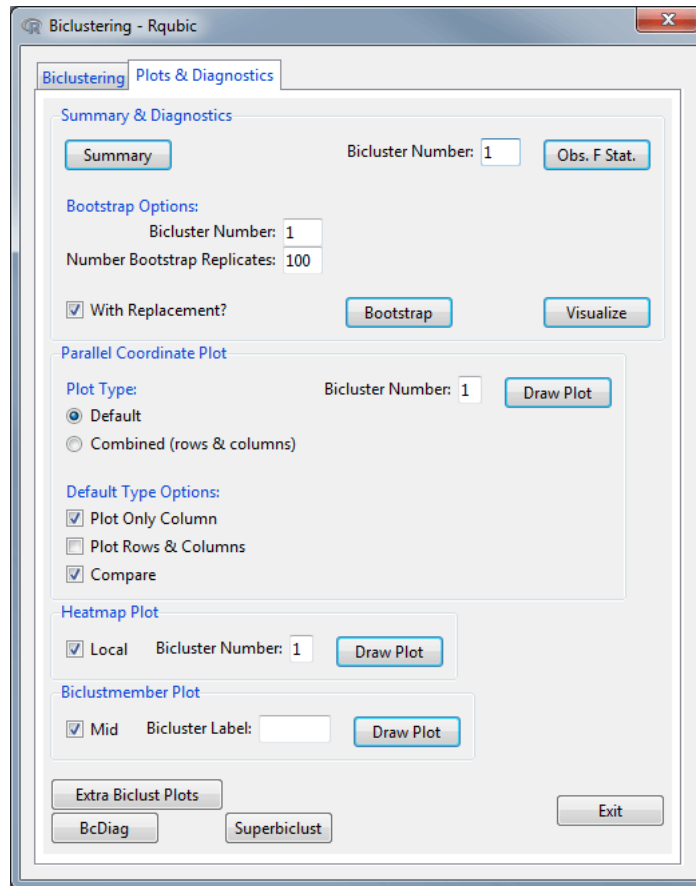 Biclustering - Rqubic
Biclustering Plots & Diagnostics
Summary & Diagnostics
Summary Bicluster Number: 1 Obs. F Stat.
Bootstrap Options:
Bicluster Number: 1
Number Bootstrap Replicates: 100
With Replacement? Bootstrap Visualize
Parallel Coordinate Plot
Plot Type: Bicluster Number: 1 Draw Plot
Default
Combined (rows & columns)
Default Type Options:
Plot Only Column
Plot Rows & Columns
Compare
Heatmap Plot
Local Bicluster Number: 1 Draw Plot
Biclustmember Plot
Mid Bicluster Label: Draw Plot
Extra Biclust Plots
Exit
BcDiag Superbiclust